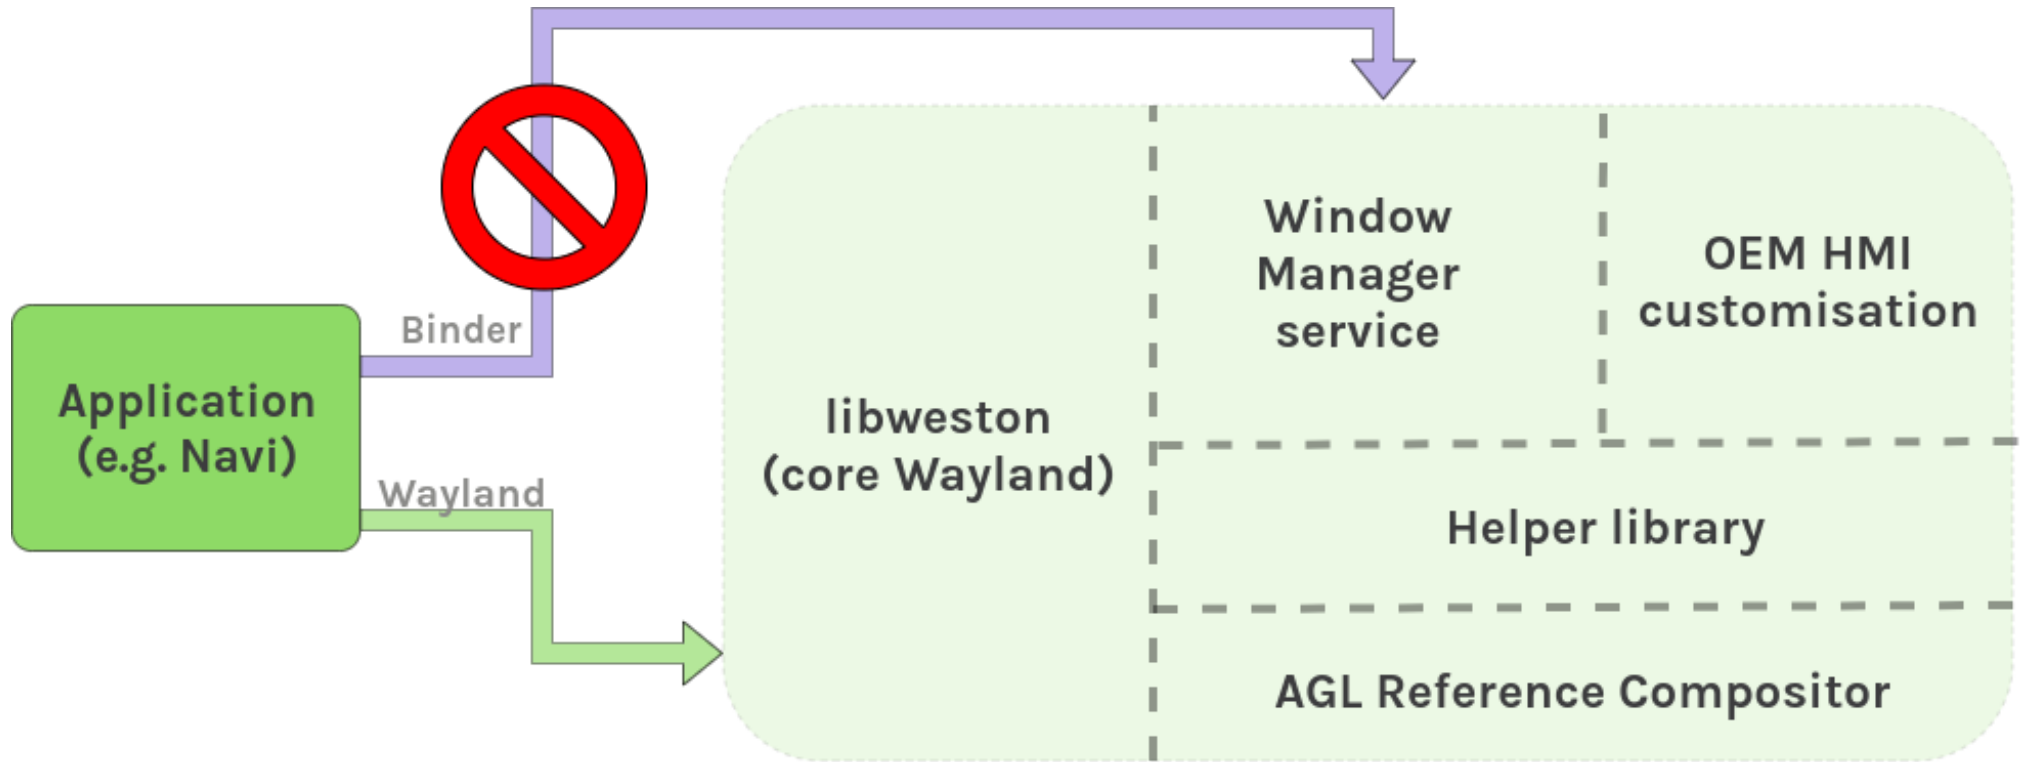 Binder
Application
(e.g. Navi)
Wayland
libweston
(core Wayland)
Window
Manager
service
OEM HMI
customisation
Helper library
AGL Reference Compositor